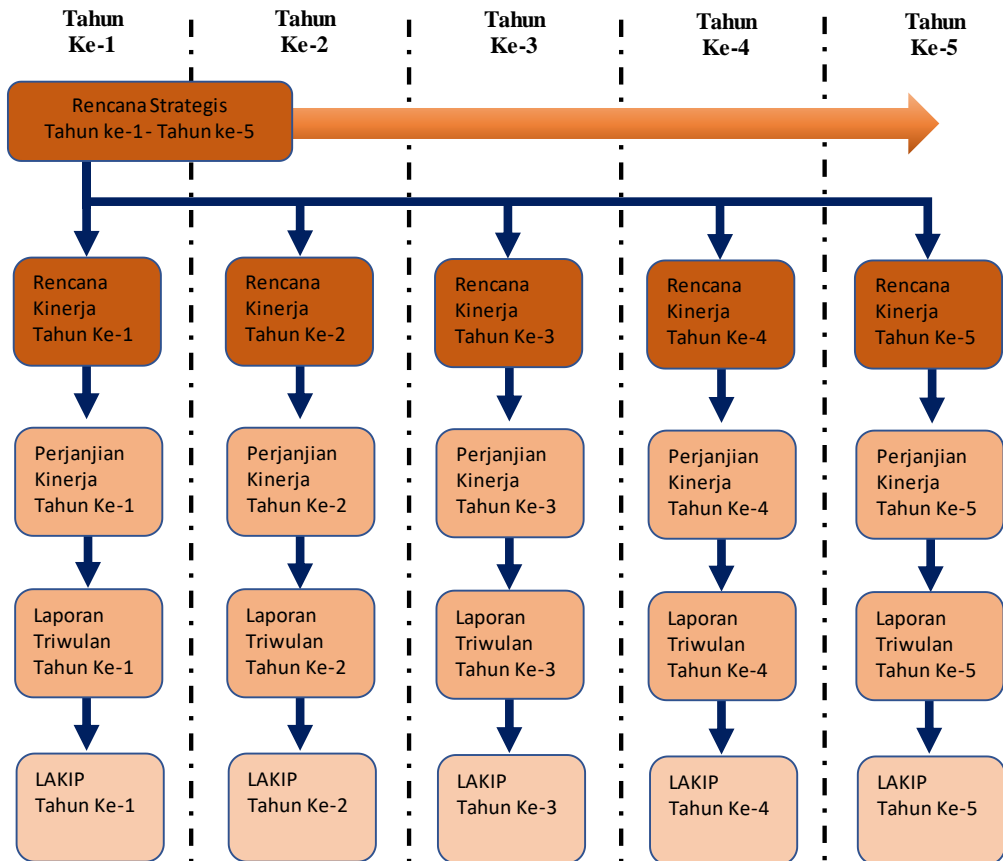 Tahun
Ke-1
Tahun
Ke-2
Tahun
Ke-3
Tahun
Ke-4
Tahun
Ke-5
Rencana Strategis
Tahun ke-1 - Tahun ke-5
Rencana
Kinerja
Tahun Ke-1
Rencana
Kinerja
Tahun Ke-2
Rencana
Kinerja
Tahun Ke-3
Rencana
Kinerja
Tahun Ke-4
Rencana
Kinerja
Tahun Ke-5
Perjanjian
Kinerja
Tahun Ke-1
Perjanjian
Kinerja
Tahun Ke-2
Perjanjian
Kinerja
Tahun Ke-3
Perjanjian
Kinerja
Tahun Ke-4
Perjanjian
Kinerja
Tahun Ke-5
Laporan
Triwulan
Tahun Ke-1
Laporan
Triwulan
Tahun Ke-2
Laporan
Triwulan
Tahun Ke-3
Laporan
Triwulan
Tahun Ke-4
Laporan
Triwulan
Tahun Ke-5
LAKIP
Tahun Ke-1
LAKIP
Tahun Ke-2
LAKIP
Tahun Ke-3
LAKIP
Tahun Ke-4
LAKIP
Tahun Ke-5